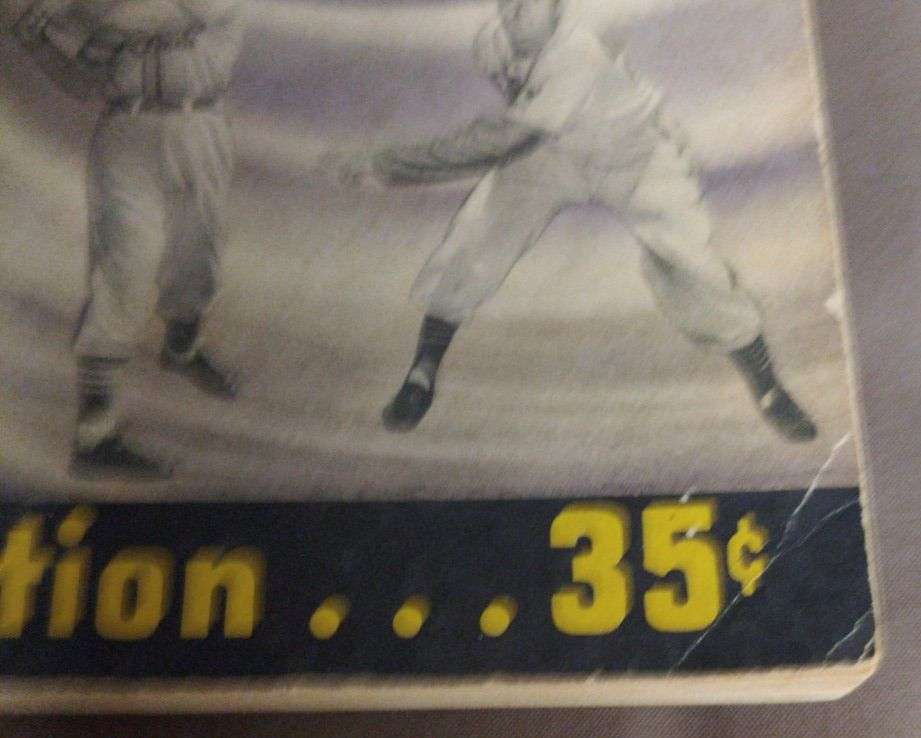 tion . . . 35¢